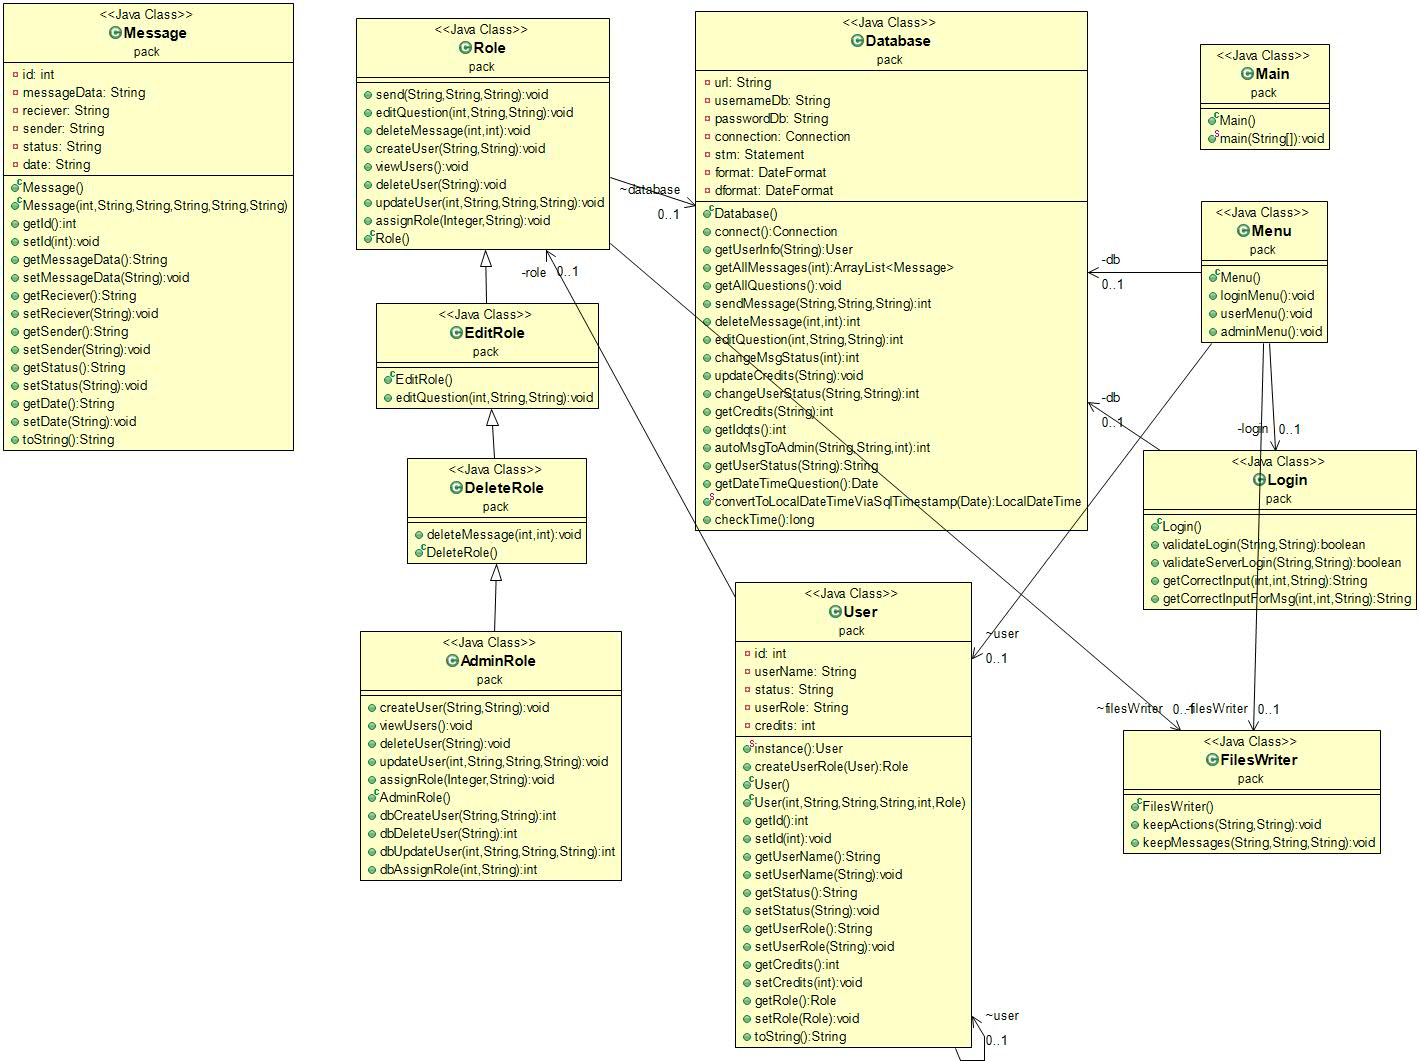 <<Java Class>>
Message
pack
id: int
messageData: String
reciever: String
sender: String
status: String
date: String
Message()
Message(int,String,String,String,String,String)
getId():int
setId(int):void
getMessageData():String
setMessageData(String):void
getReciever():String
setReciever(String):void
getSender():String
setSender(String):void
getStatus():String
setStatus(String):void
getDate():String
setDate(String):void
toString():String
<<Java Class>>
Role
pack
send(String,String,String):void
editQuestion(int,String,String):void
deleteMessage(int,int):void
createUser(String,String):void
viewUsers():void
deleteUser(String):void
updateUser(int,String,String,String):void
assignRole(Integer,String):void
Role()
~database
0..1
-role 0..1
<<Java Class>>
EditRole
pack
EditRole()
editQuestion(int,String,String):void
<<Java Class>>
DeleteRole
pack
deleteMessage(int,int):void
DeleteRole()
<<Java Class>>
AdminRole
pack
createUser(String,String):void
viewUsers():void
deleteUser(String):void
updateUser(int,String,String,String):void
assignRole(Integer,String):void
AdminRole()
dbCreateUser(String,String):int
dbDeleteUser(String):int
dbUpdateUser(int,String,String,String):int
dbAssignRole(int,String):int
<<Java Class>>
Database
pack
url: String
usernameDb: String
passwordDb: String
connection: Connection
stm: Statement
format: DateFormat
dformat: DateFormat
Database()
connect():Connection
getUserInfo(String):User
getAllMessages(int):ArrayList<Message>
getAllQuestions():void
sendMessage(String,String,String):int
deleteMessage(int,int):int
editQuestion(int,String,String):int
changeMsgStatus(int):int
updateCredits(String):void
changeUserStatus(String,String):int
getCredits(String):int
getIdqts():int
autoMsgToAdmin(String,String,int):int
getUserStatus(String):String
getDateTimeQuestion():Date
convertToLocalDateTimeViaSqlTimestamp(Date):LocalDateTime
checkTime():long
<<Java Class>>
User
pack
id: int
userName: String
status: String
userRole: String
credits: int
instance():User
createUserRole(User):Role
User()
User(int,String,String,String,int,Role)
getId():int
setId(int):void
getUserName():String
setUserName(String):void
getStatus():String
setStatus(String):void
getUserRole():String
setUserRole(String):void
getCredits():int
setCredits(int):void
getRole():Role
setRole(Role):void
toString():String
~user
0..1
~user
0..1
<<Java Class>>
Main
pack
Main()
main(String[]):void
<<Java Class>>
Menu
pack
Menu()
loginMenu():void
userMenu():void
adminMenu():void
-db
0..1
-db
0..1
-login 0..1
<<Java Class>>
Login
pack
Login()
validateLogin(String,String):boolean
validateServerLogin(String,String):boolean
getCorrectInput(int,int,String):String
getCorrectInputForMsg(int,int,String):String
~filesWriter 0..1
-filesWriter 0..1
<<Java Class>>
FilesWriter
pack
FilesWriter()
keepActions(String,String):void
keepMessages(String,String,String):void